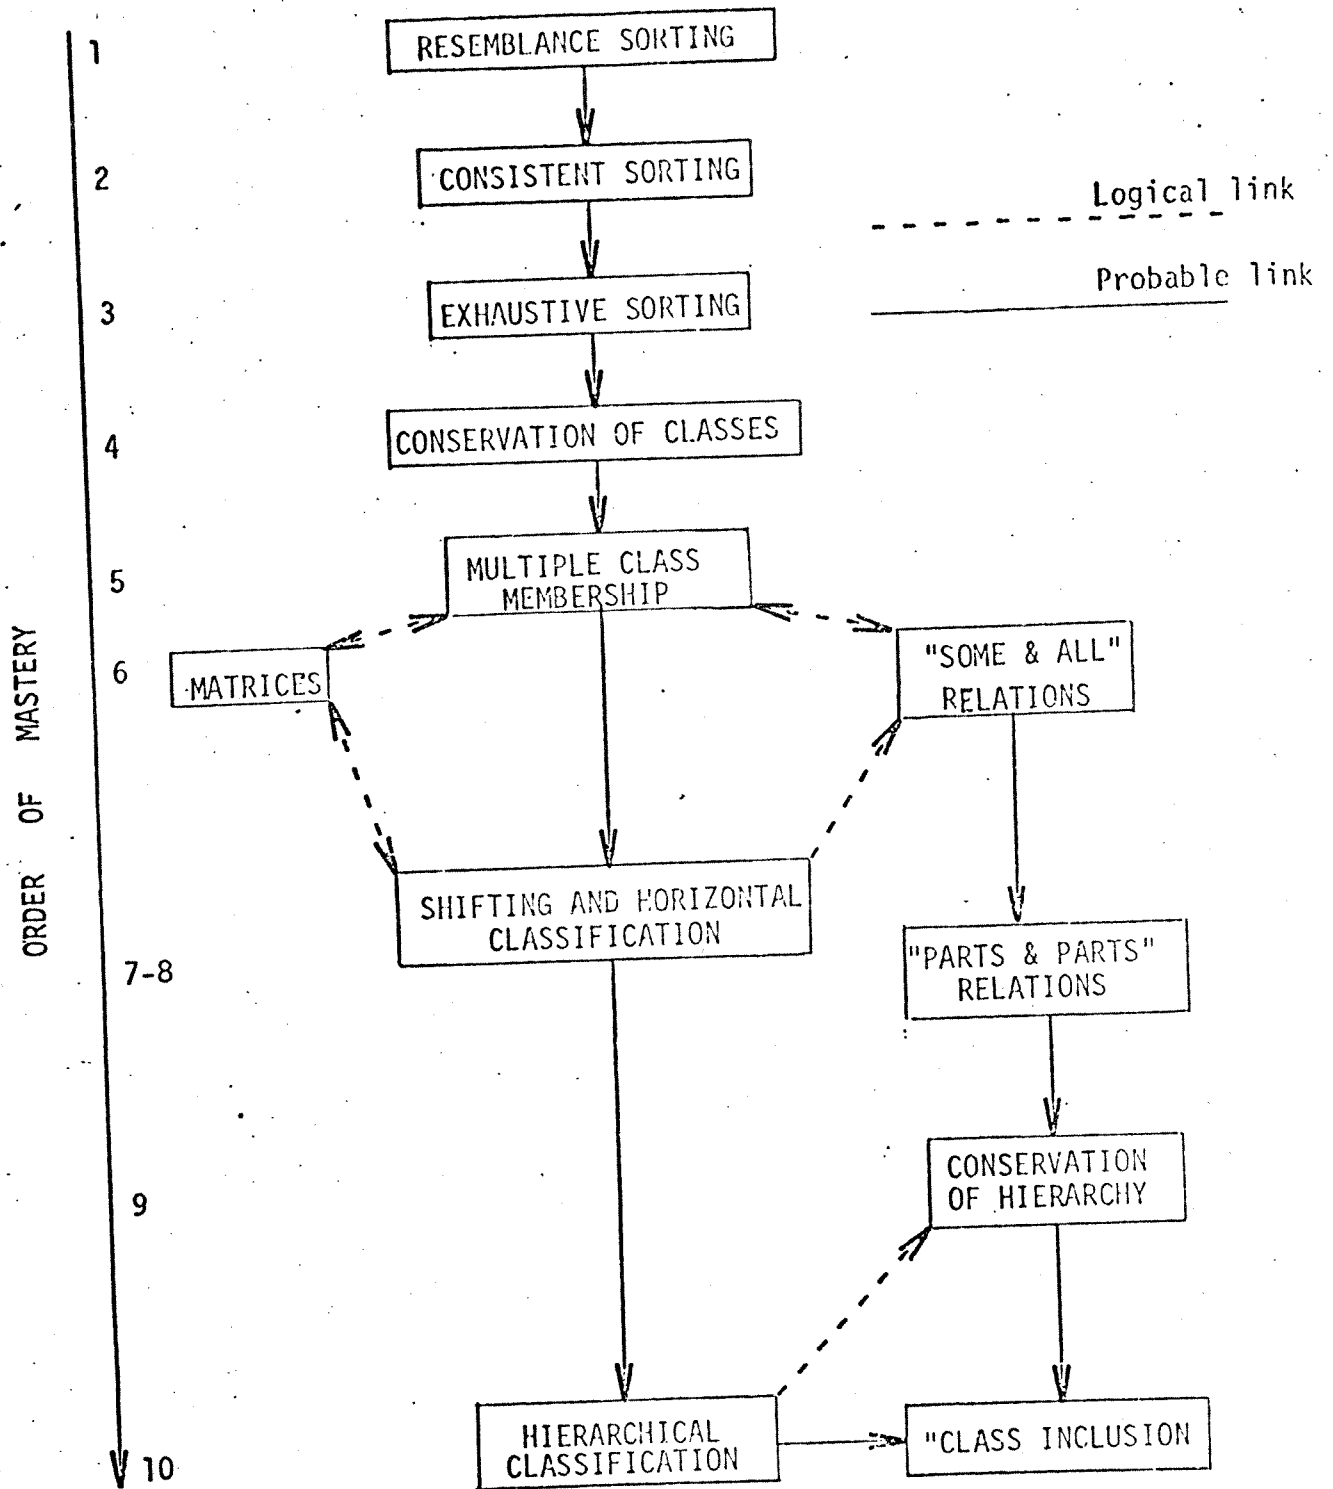 1
RESEMBLANCE SORTING
2
CONSISTENT SORTING
Logical link
Probable link
3
EXHAUSTIVE SORTING
4
CONSERVATION OF CLASSES
5
MULTIPLE CLASS
MEMBERSHIP
6
MATRICES
"SOME & ALL"
RELATIONS
ORDER OF MASTERY
SHIFTING AND HORIZONTAL
CLASSIFICATION
7-8
"PARTS & PARTS"
RELATIONS
9
CONSERVATION
OF HIERARCHY
10
HIERARCHICAL
CLASSIFICATION
"CLASS INCLUSION